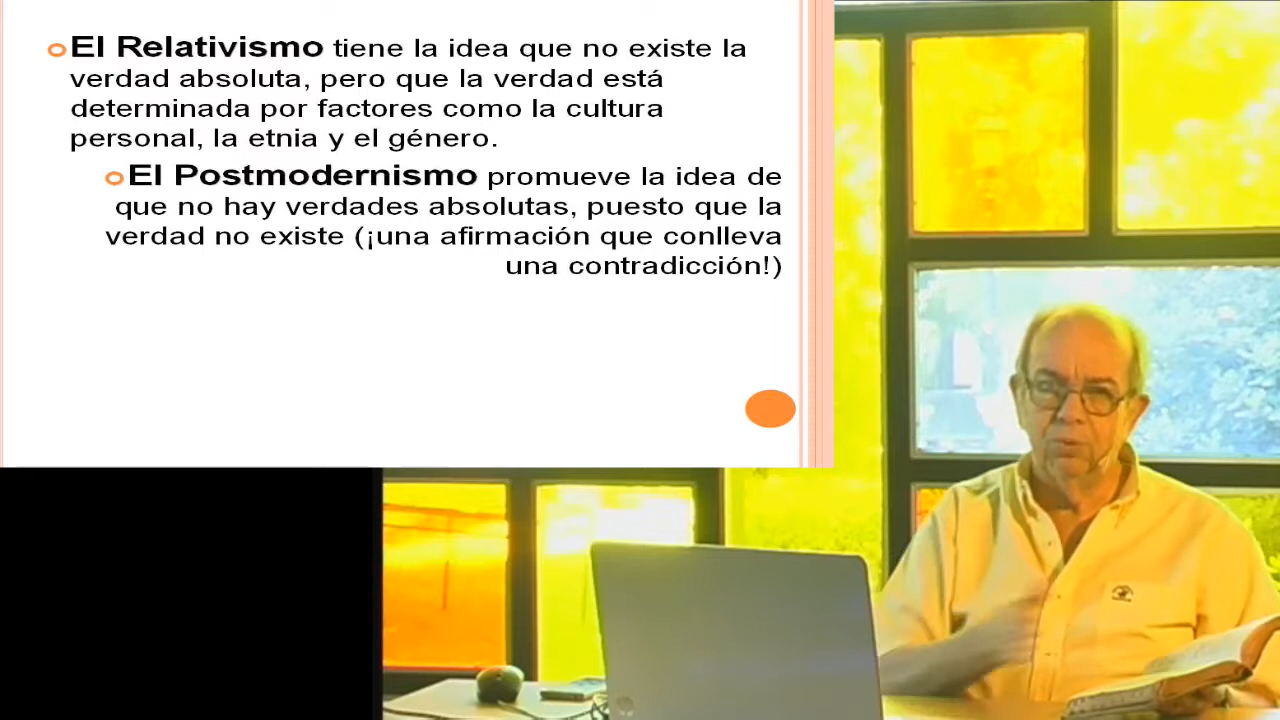 El Relativismo tiene la idea que no existe la
verdad absoluta, pero que la verdad está
determinada por factores como la cultura
personal, la etnia y el género.
El Postmodernismo promueve la idea de
que no hay verdades absolutas, puesto que la
verdad no existe (¡una afirmación que conlleva
una contradicción!)